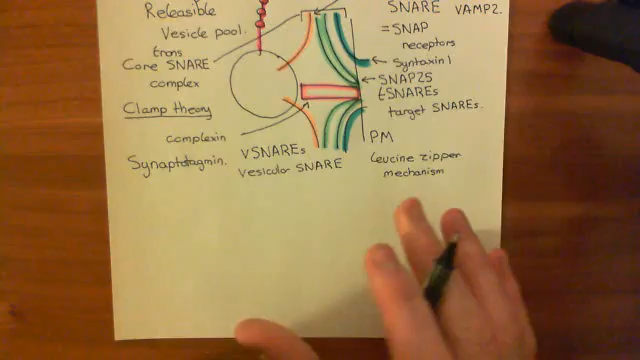 Releasible
Vesicle pool.
trans
Core SNARE
complex
Clamp theory
complexin
Synaptotagmin.
vSNAREs
Vesicular SNARE
SNARE VAMP2.
=SNAP
receptors
Syntaxin 1
SNAP25
tSNAREs
target SNAREs.
PM
Leucine zipper
mechanism